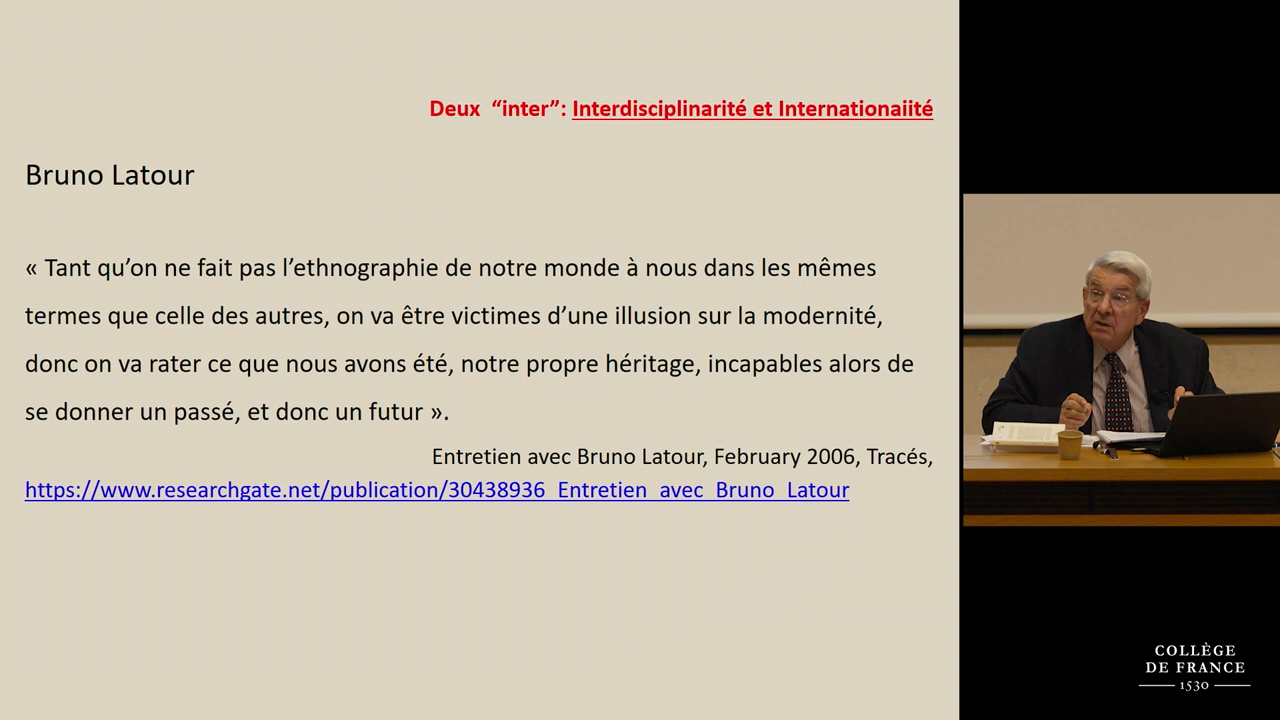 Deux “inter”: Interdisciplinarité et Internationaiité
Bruno Latour
« Tant qu’on ne fait pas l’ethnographie de notre monde à nous dans les mêmes
termes que celle des autres, on va être victimes d’une illusion sur la modernité,
donc on va rater ce que nous avons été, notre propre héritage, incapables alors de
se donner un passé, et donc un futur ».
Entretien avec Bruno Latour, February 2006, Tracés,
https://www.researchgate.net/publication/30438936_Entretien_avec_Bruno_Latour
COLLÈGE
DE FRANCE
1530